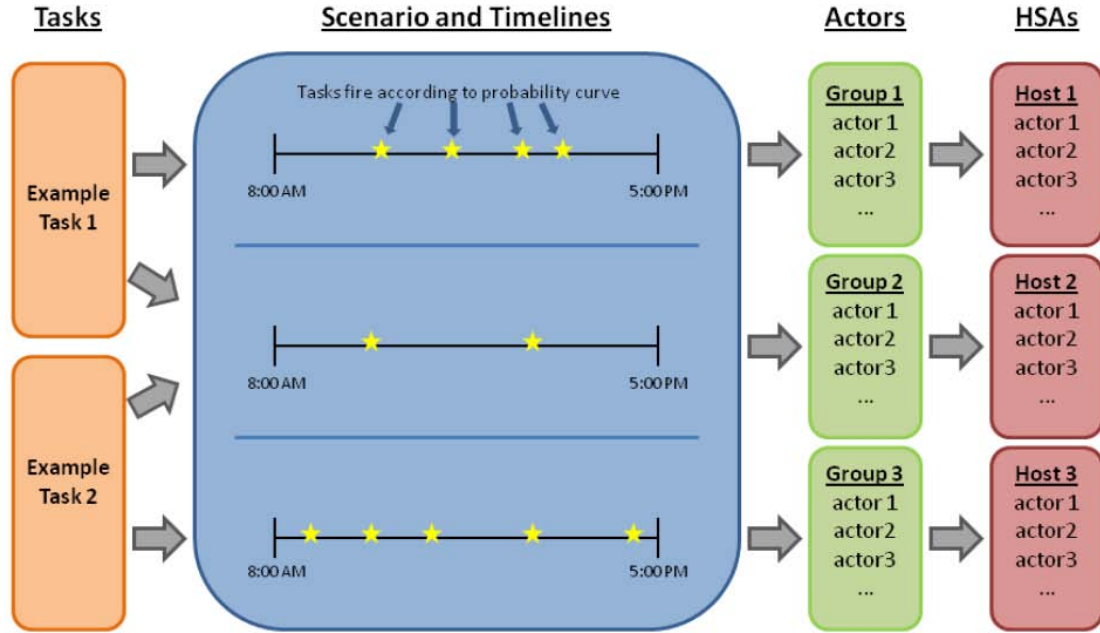 Tasks
Scenario and Timelines
Actors
HSAs
Example
Task 1
Example
Task 2
Tasks fire according to probability curve
8:00 AM
5:00 PM
8:00 AM
5:00 PM
8:00 AM
5:00 PM
Group 1
actor 1
actor2
actor3
...
Group 2
actor 1
actor2
actor3
...
Group 3
actor 1
actor2
actor3
...
Host 1
actor 1
actor2
actor3
...
Host 2
actor 1
actor2
actor3
...
Host 3
actor 1
actor2
actor3
...